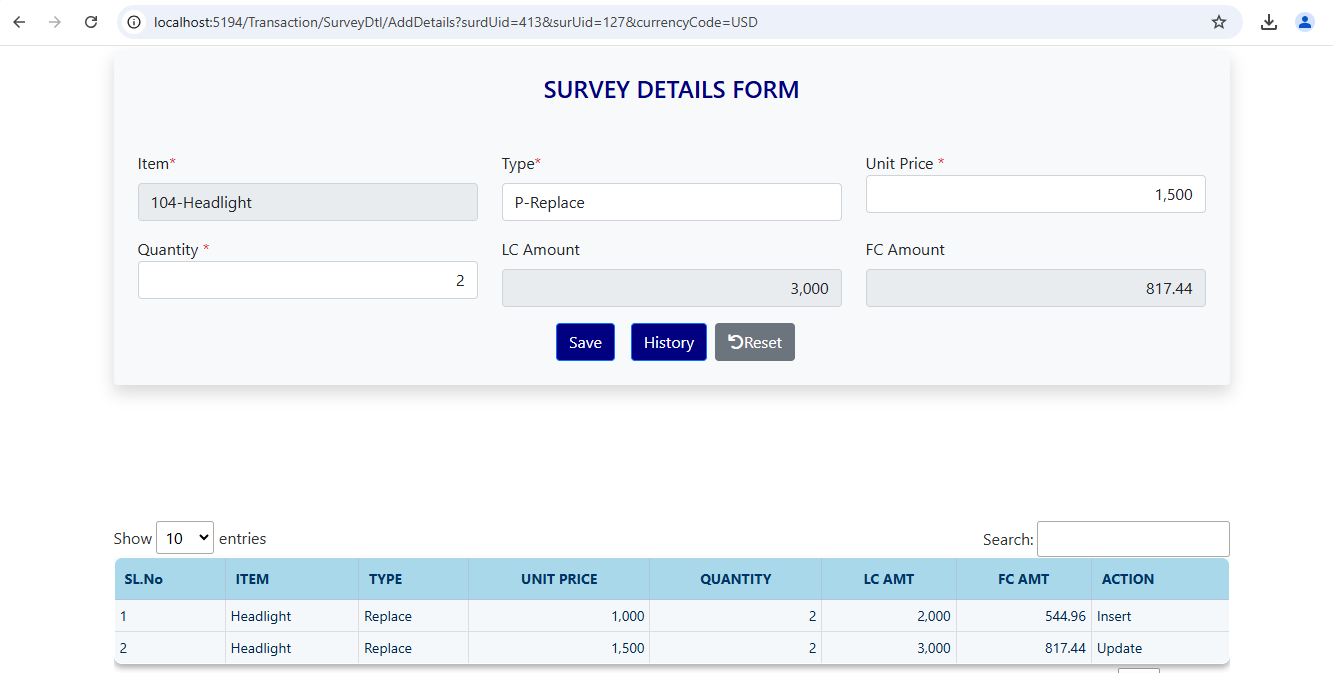 localhost:5194/Transaction/SurveyDtl/AddDetails?surdUid=413&surUid=127&currencyCode=USD
SURVEY DETAILS FORM
Item* Type* Unit Price *
104-Headlight P-Replace 1,500
Quantity * LC Amount FC Amount
2 3,000 817.44
Save History Reset
Show 10 entries Search:
SL.No ITEM TYPE UNIT PRICE QUANTITY LC AMT FC AMT ACTION
1 Headlight Replace 1,000 2 2,000 544.96 Insert
2 Headlight Replace 1,500 2 3,000 817.44 Update